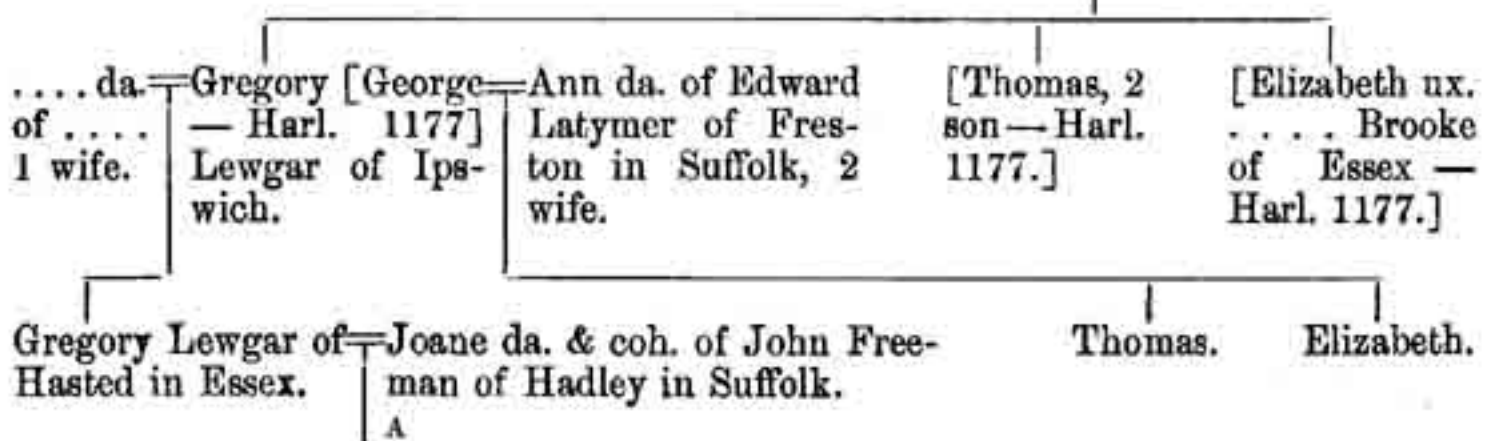 .... da.
of ....
1 wife.
Gregory [George
— Harl. 1177]
Lewgar of Ips-
wich.
Ann da. of Edward
Latymer of Fres-
ton in Suffolk, 2
wife.
[Thomas, 2
son — Harl.
1177.]
[Elizabeth ux.
.... Brooke
of Essex —
Harl. 1177.]
Gregory Lewgar of
Hasted in Essex.
Joane da. & coh. of John Free-
man of Hadley in Suffolk.
Thomas.
Elizabeth.
A